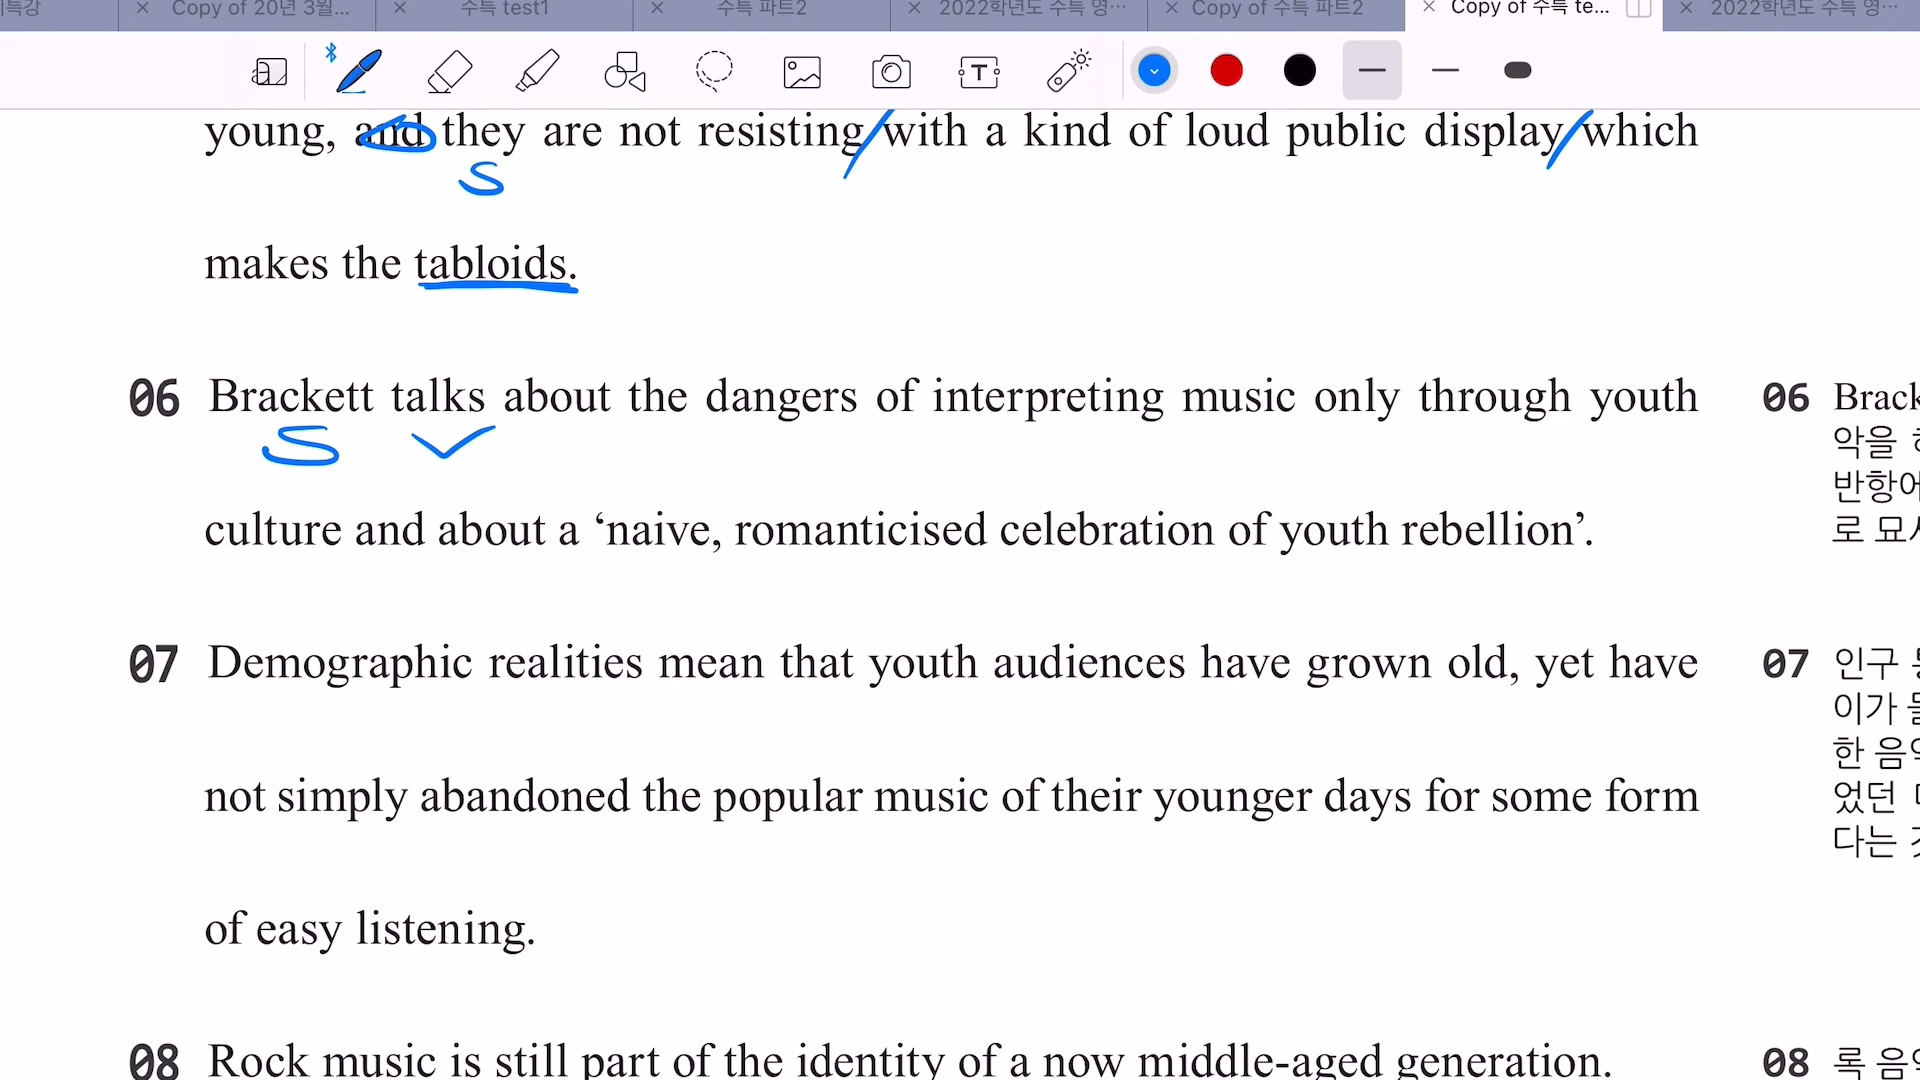 특강
Copy of 20년 3월...
수특 test1
수특 파트2
2022학년도 수특 영...
Copy of 수특 파트2
Copy of 수특 te...
2022학년도 수특 영...
young, and they are not resisting with a kind of loud public display which
S
makes the tabloids.
06 Brackett talks about the dangers of interpreting music only through youth
S V
culture and about a ‘naive, romanticised celebration of youth rebellion’.
07 Demographic realities mean that youth audiences have grown old, yet have
not simply abandoned the popular music of their younger days for some form
of easy listening.
08 Rock music is still part of the identity of a now middle-aged generation.
06 Brack
악을
반항에
로 묘사
07 인구
이가
한 음악
었던
다는
08 록 음악